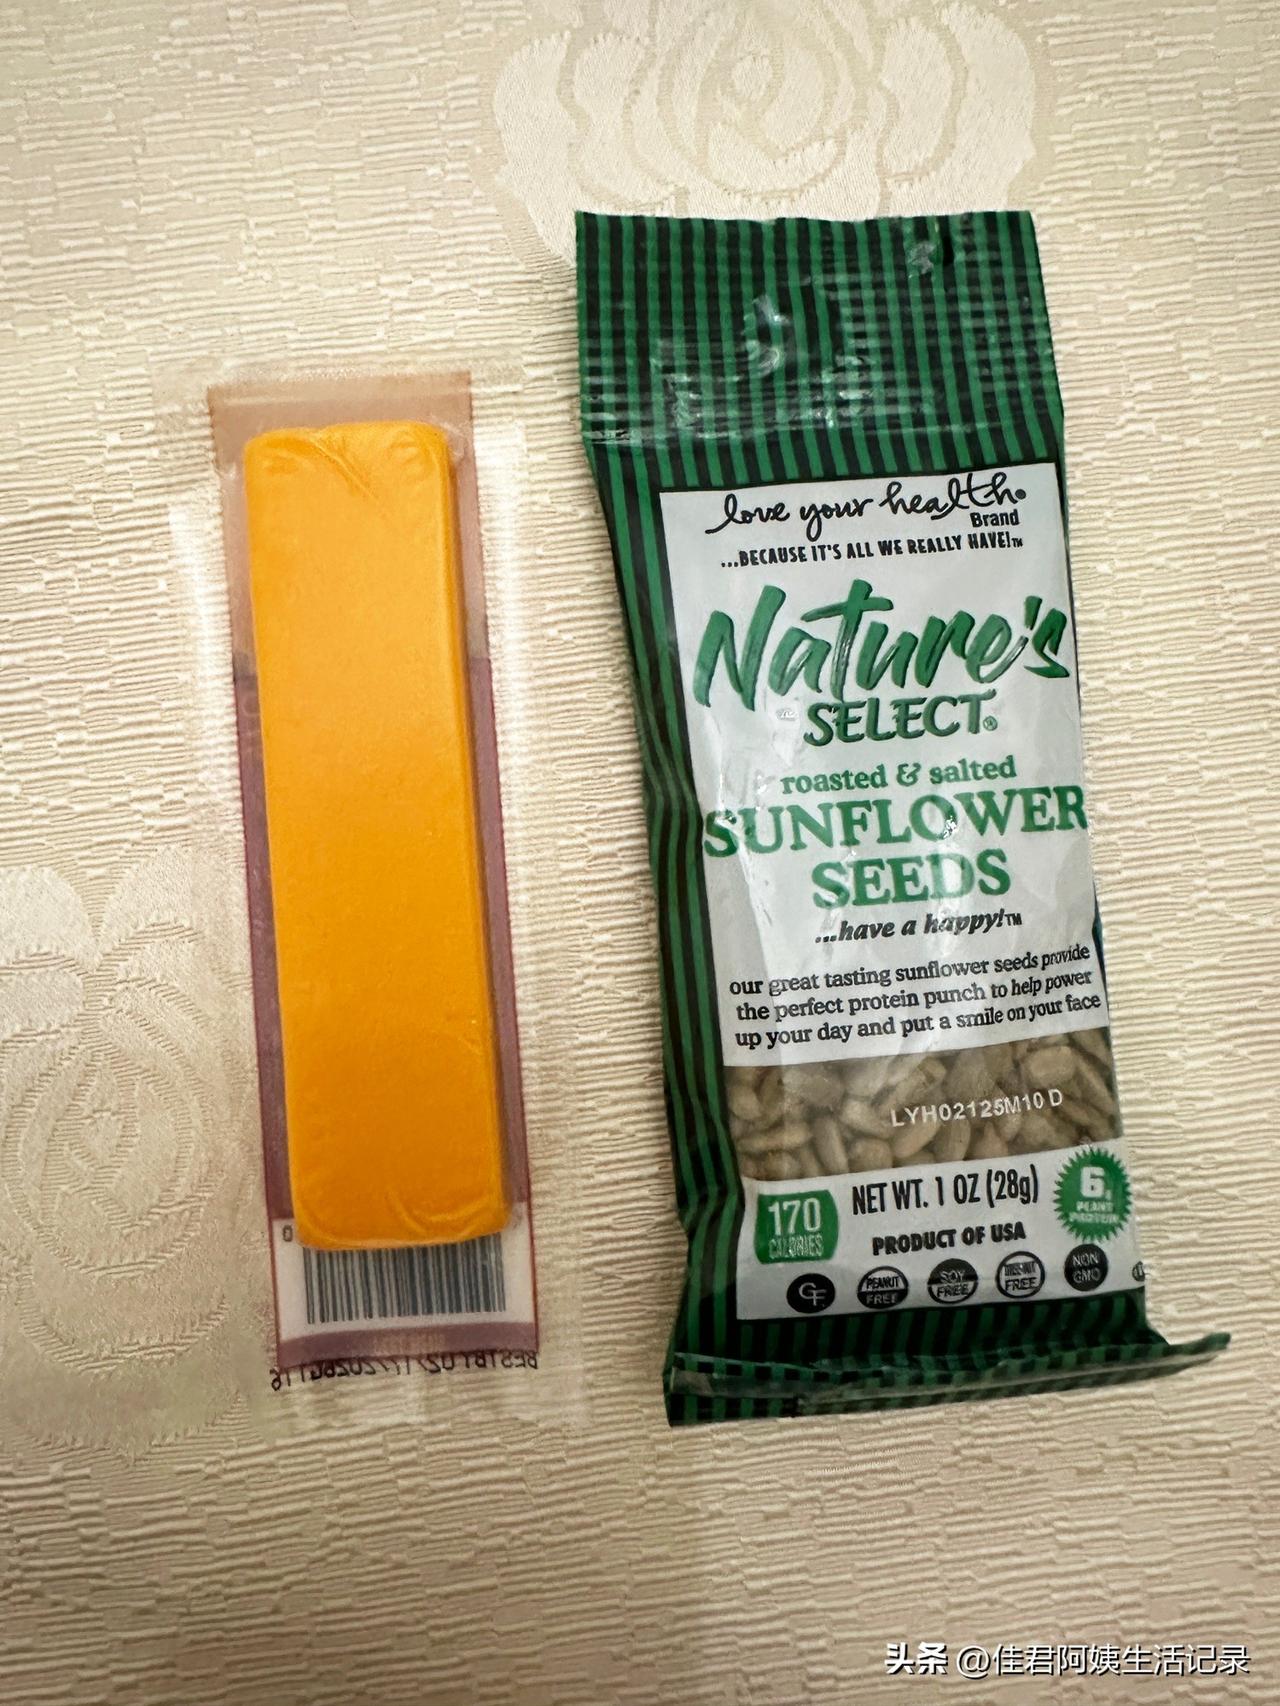 love your health®
Brand
...BECAUSE IT'S ALL WE REALLY HAVE!™
Nature's
SELECT®
roasted & salted
SUNFLOWER
SEEDS
...have a happy!™
our great tasting sunflower seeds provide
the perfect protein punch to help power
up your day and put a smile on your face
LYH02125M10 D
NET WT. 1 OZ (28g)
170
CALORIES
6g
PLANT
PROTEIN
PRODUCT OF USA
GF
PEANUT
FREE
SOY
FREE
TREE-NUT
FREE
NON
GMO
0
头条 @佳君阿姨生活记录